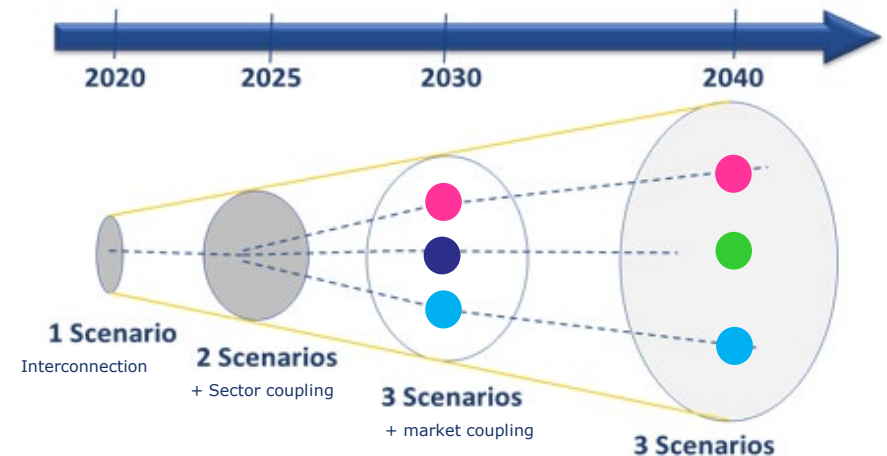 2020 2025 2030 2040
1 Scenario
Interconnection
2 Scenarios
+ Sector coupling
3 Scenarios
+ market coupling
3 Scenarios